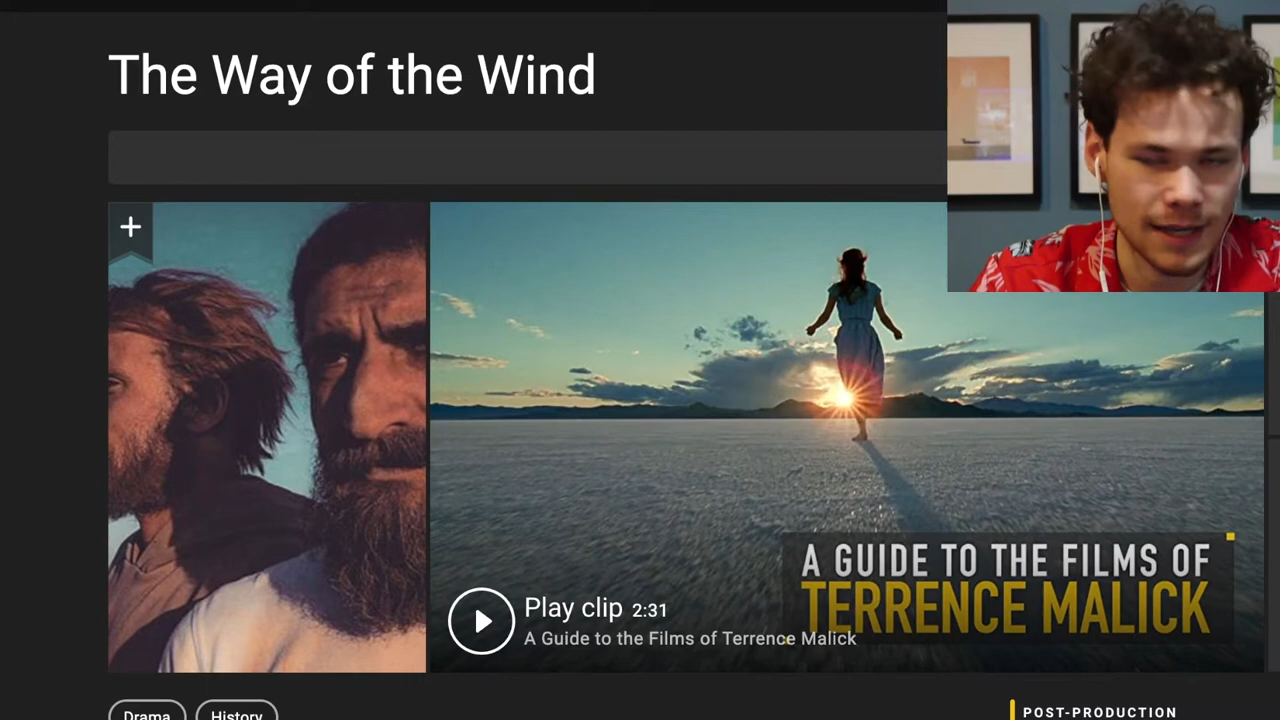 The Way of the Wind
A GUIDE TO THE FILMS OF
TERRENCE MALICK
Play clip 2:31
A Guide to the Films of Terrence Malick
Drama
History
POST-PRODUCTION